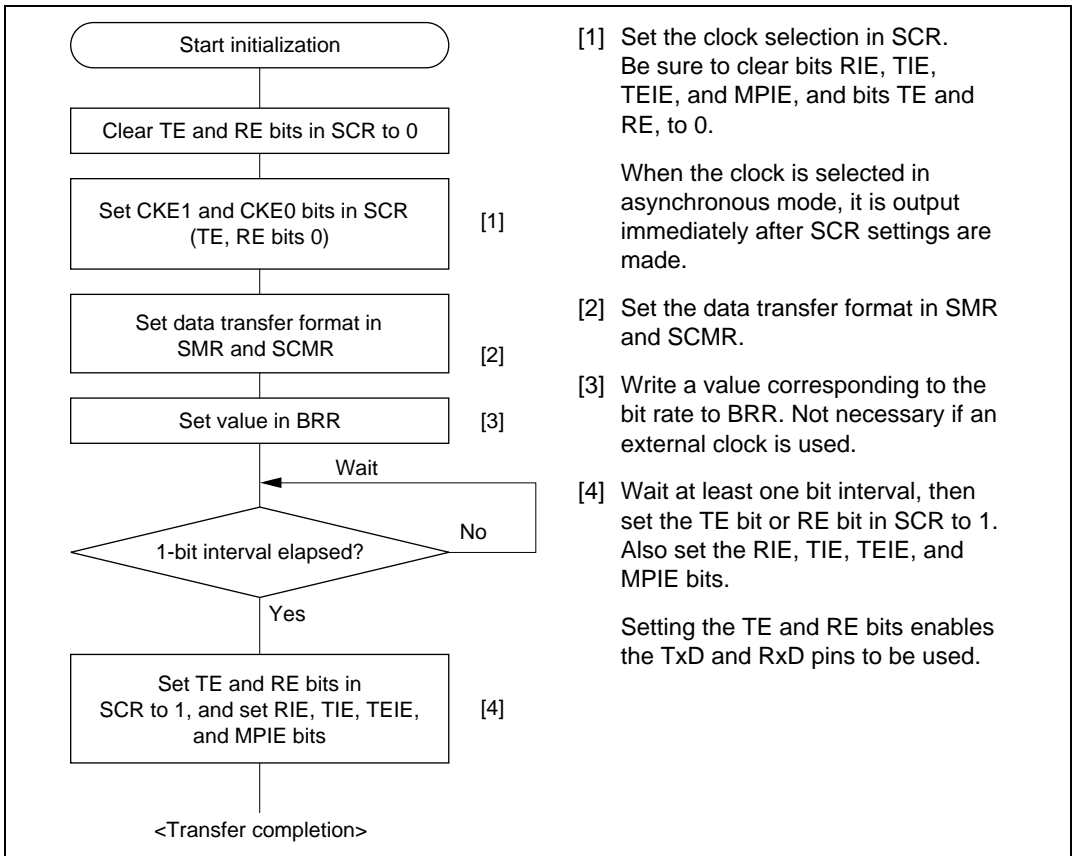 Start initialization
Clear TE and RE bits in SCR to 0
Set CKE1 and CKE0 bits in SCR
(TE, RE bits 0)
[1]
Set data transfer format in
SMR and SCMR
[2]
Set value in BRR
[3]
Wait
1-bit interval elapsed?
No
Yes
Set TE and RE bits in
SCR to 1, and set RIE, TIE, TEIE,
and MPIE bits
[4]
<Transfer completion>
[1] Set the clock selection in SCR.
Be sure to clear bits RIE, TIE,
TEIE, and MPIE, and bits TE and
RE, to 0.
When the clock is selected in
asynchronous mode, it is output
immediately after SCR settings are
made.
[2] Set the data transfer format in SMR
and SCMR.
[3] Write a value corresponding to the
bit rate to BRR. Not necessary if an
external clock is used.
[4] Wait at least one bit interval, then
set the TE bit or RE bit in SCR to 1.
Also set the RIE, TIE, TEIE, and
MPIE bits.
Setting the TE and RE bits enables
the TxD and RxD pins to be used.